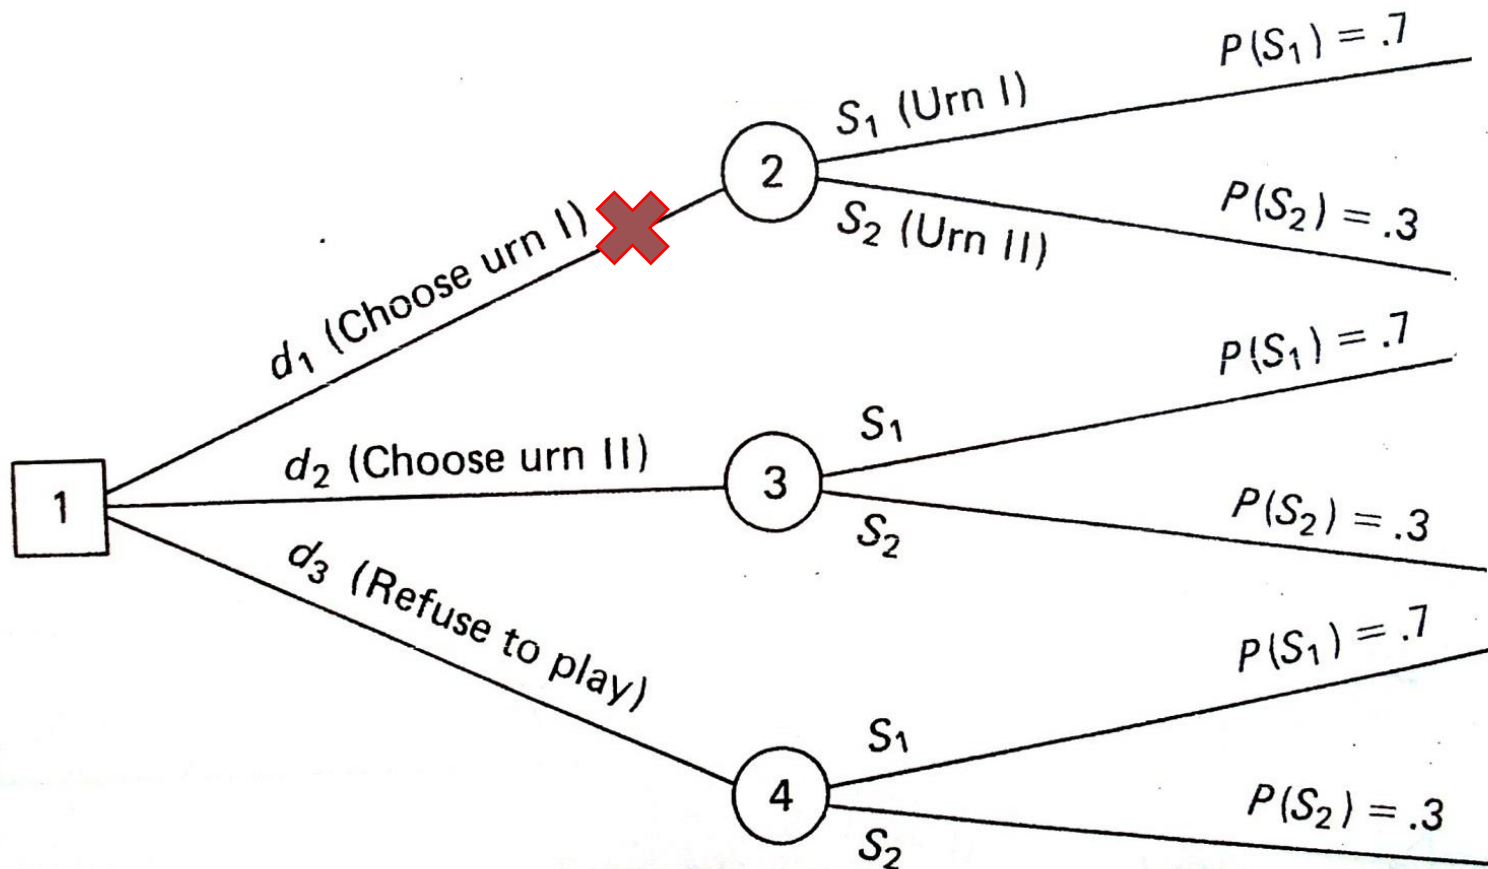 P(S₁) = .7
S₁ (Urn I)
2
P(S₂) = .3
S₂ (Urn II)
d₁ (Choose urn I)
P(S₁) = .7
S₁
d₂ (Choose urn II)
3
1
P(S₂) = .3
S₂
d₃ (Refuse to play)
P(S₁) = .7
S₁
4
P(S₂) = .3
S₂